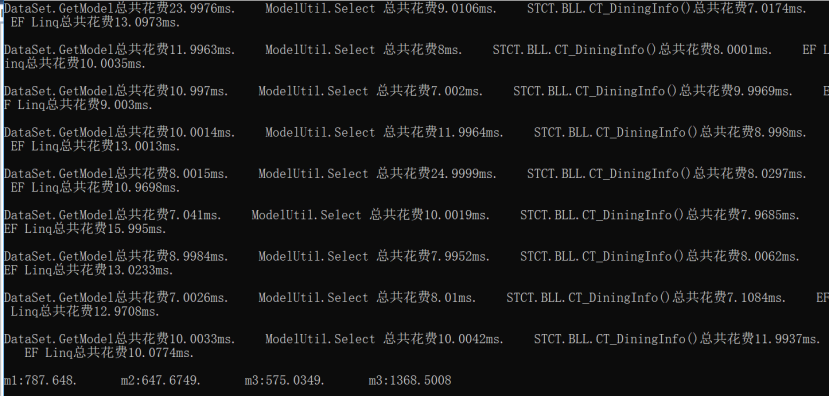 DataSet.GetModel总共花费23.9976ms.    ModelUtil.Select 总共花费9.0106ms.    STCT.BLL.CT_DiningInfo()总共花费7.0174ms.
EF Linq总共花费13.0973ms.
DataSet.GetModel总共花费11.9963ms.    ModelUtil.Select 总共花费8ms.    STCT.BLL.CT_DiningInfo()总共花费8.0001ms.    EF L
inq总共花费10.0035ms.
DataSet.GetModel总共花费10.997ms.    ModelUtil.Select 总共花费7.002ms.    STCT.BLL.CT_DiningInfo()总共花费9.9969ms.    E
F Linq总共花费9.003ms.
DataSet.GetModel总共花费10.0014ms.    ModelUtil.Select 总共花费11.9964ms.    STCT.BLL.CT_DiningInfo()总共花费8.998ms.
EF Linq总共花费13.0013ms.
DataSet.GetModel总共花费8.0015ms.    ModelUtil.Select 总共花费24.9999ms.    STCT.BLL.CT_DiningInfo()总共花费8.0297ms.
EF Linq总共花费10.9698ms.
DataSet.GetModel总共花费7.041ms.    ModelUtil.Select 总共花费10.0019ms.    STCT.BLL.CT_DiningInfo()总共花费7.9685ms.
EF Linq总共花费15.995ms.
DataSet.GetModel总共花费8.9984ms.    ModelUtil.Select 总共花费7.9952ms.    STCT.BLL.CT_DiningInfo()总共花费8.0062ms.
EF Linq总共花费13.0233ms.
DataSet.GetModel总共花费7.0026ms.    ModelUtil.Select 总共花费8.01ms.    STCT.BLL.CT_DiningInfo()总共花费7.1084ms.    EF
Linq总共花费12.9708ms.
DataSet.GetModel总共花费10.0033ms.    ModelUtil.Select 总共花费10.0042ms.    STCT.BLL.CT_DiningInfo()总共花费11.9937ms.
EF Linq总共花费10.0774ms.
m1:787.648.    m2:647.6749.    m3:575.0349.    m3:1368.5008